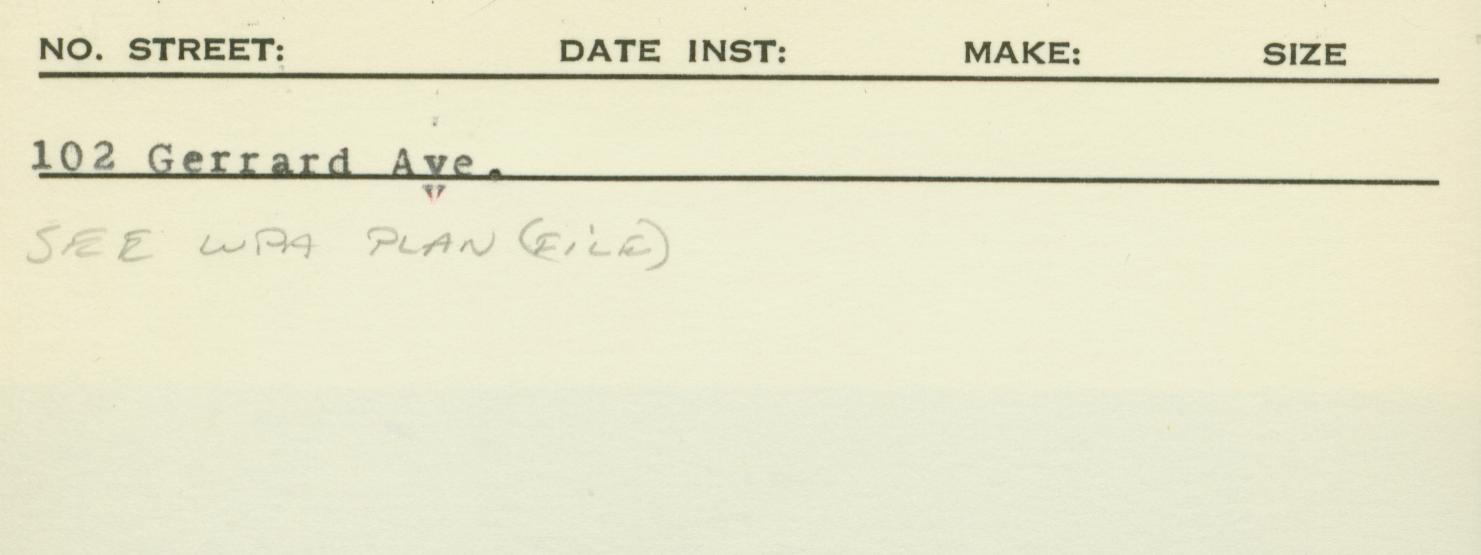 NO. STREET: DATE INST: MAKE: SIZE
102 Gerrard Ave.
SEE WPA PLAN (FILE)